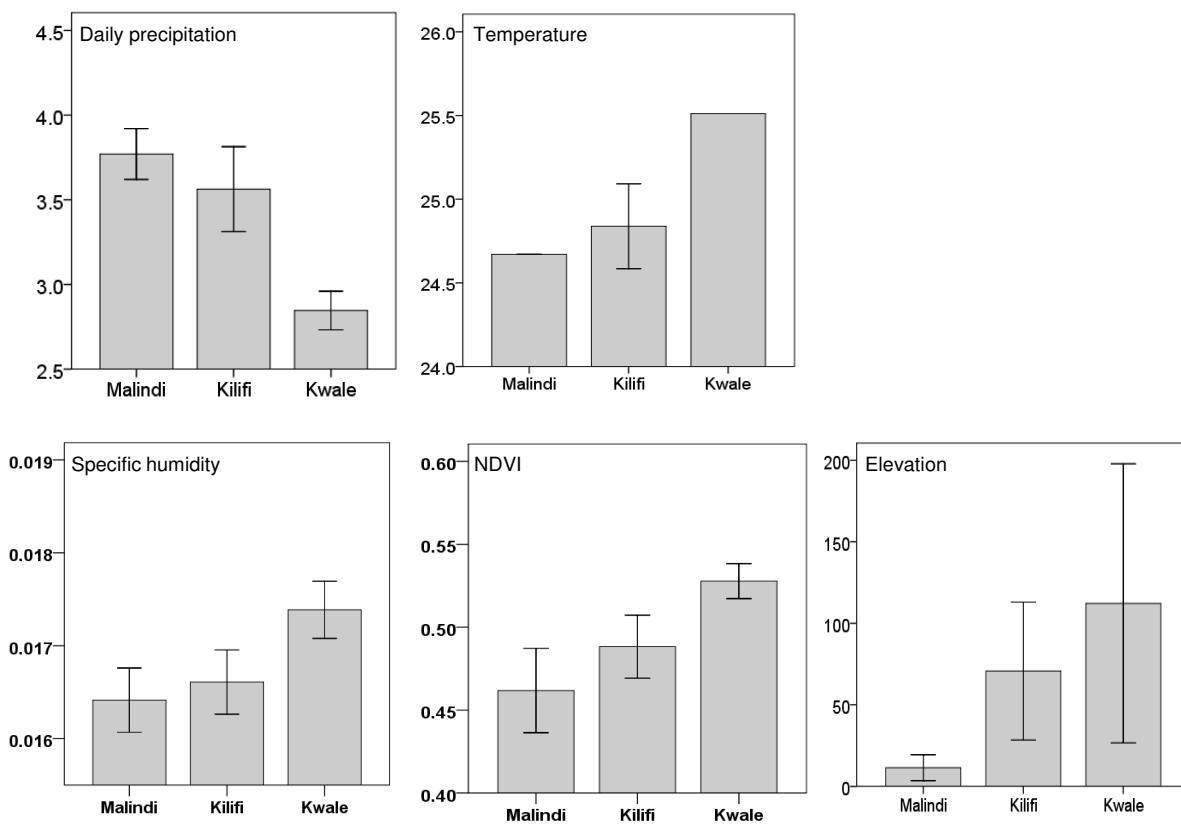 Daily precipitation
4.5
4.0
3.5
3.0
2.5
Malindi Kilifi Kwale
Temperature
26.0
25.5
25.0
24.5
24.0
Malindi Kilifi Kwale
Specific humidity
0.019
0.018
0.017
0.016
Malindi Kilifi Kwale
NDVI
0.60
0.55
0.50
0.45
0.40
Malindi Kilifi Kwale
Elevation
200
150
100
50
0
Malindi Kilifi Kwale